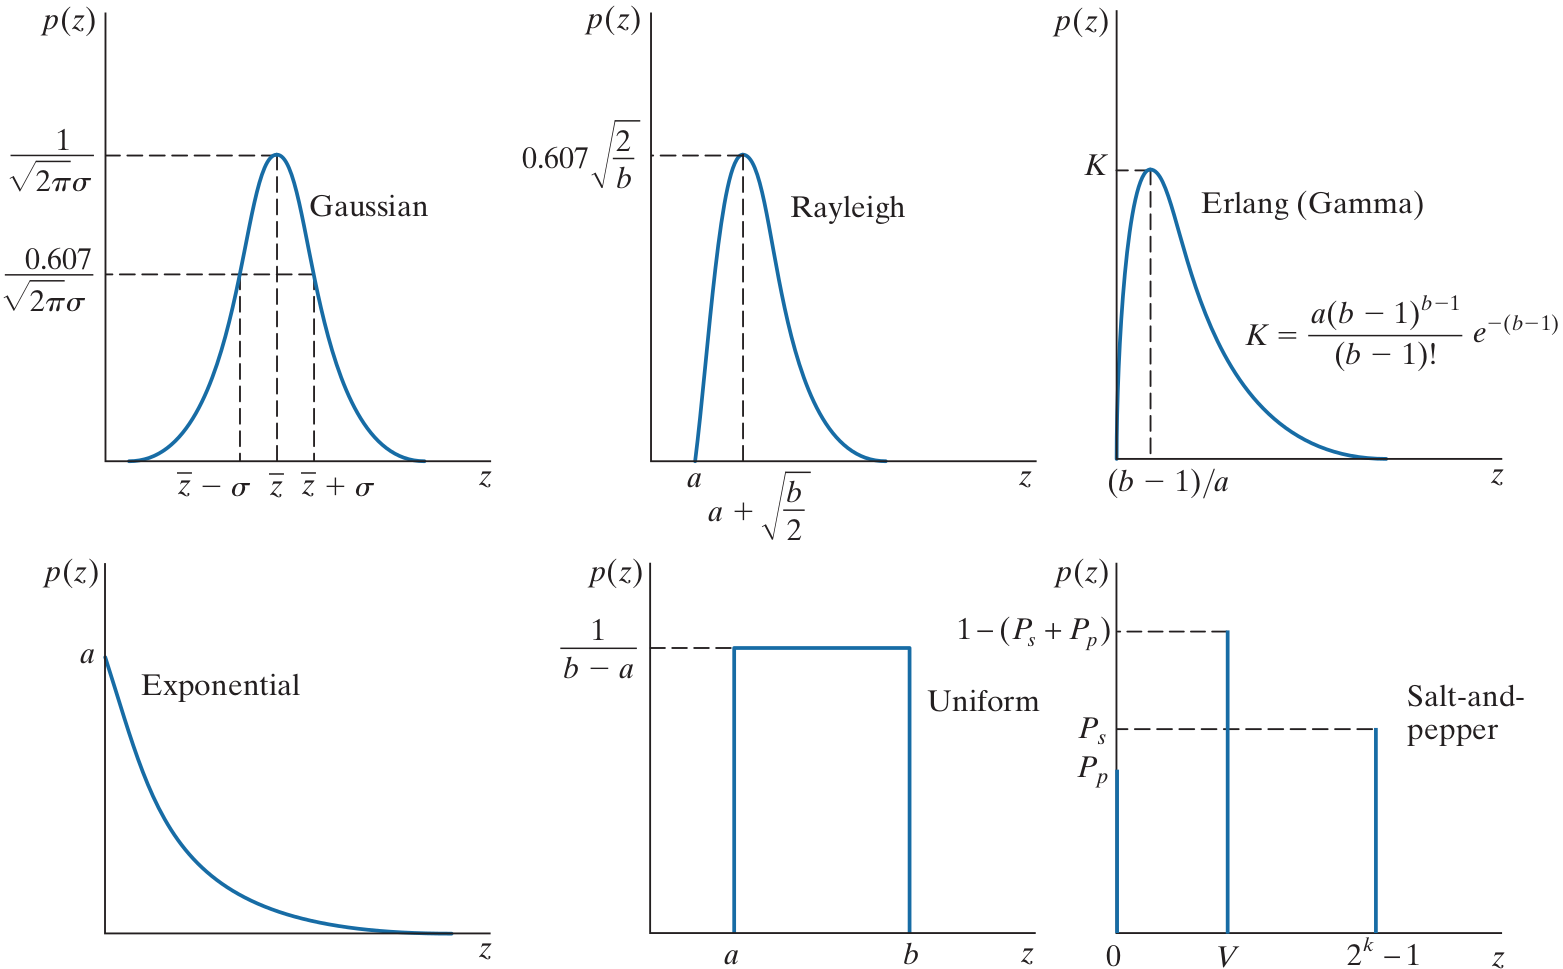 p(z)
1/√2πσ
Gaussian
0.607/√2πσ
z̄ − σ z̄ z̄ + σ z
p(z)
0.607√2/b
Rayleigh
a z
a + √b/2
p(z)
K
Erlang (Gamma)
K = a(b − 1)^{b−1}/(b − 1)! e^{−(b−1)}
(b − 1)/a z
p(z)
a
Exponential
z
p(z)
1/b − a
Uniform
a b z
p(z)
1 − (P_s + P_p)
Salt-and-
pepper
P_s
P_p
0 V 2^k − 1 z